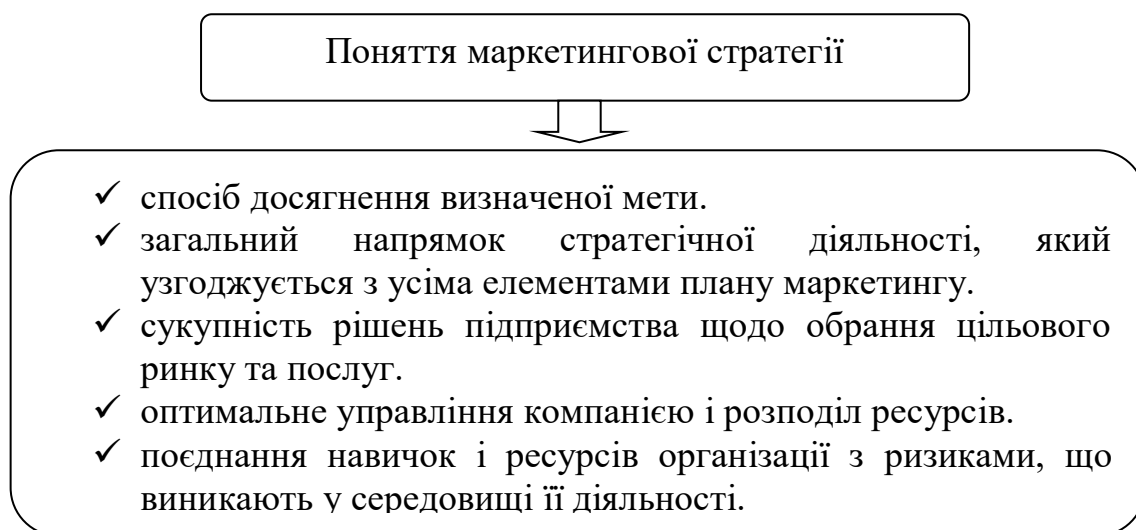 Поняття маркетингової стратегії
✓ спосіб досягнення визначеної мети.
✓ загальний напрямок стратегічної діяльності, який
узгоджується з усіма елементами плану маркетингу.
✓ сукупність рішень підприємства щодо обрання цільового
ринку та послуг.
✓ оптимальне управління компанією і розподіл ресурсів.
✓ поєднання навичок і ресурсів організації з ризиками, що
виникають у середовищі її діяльності.